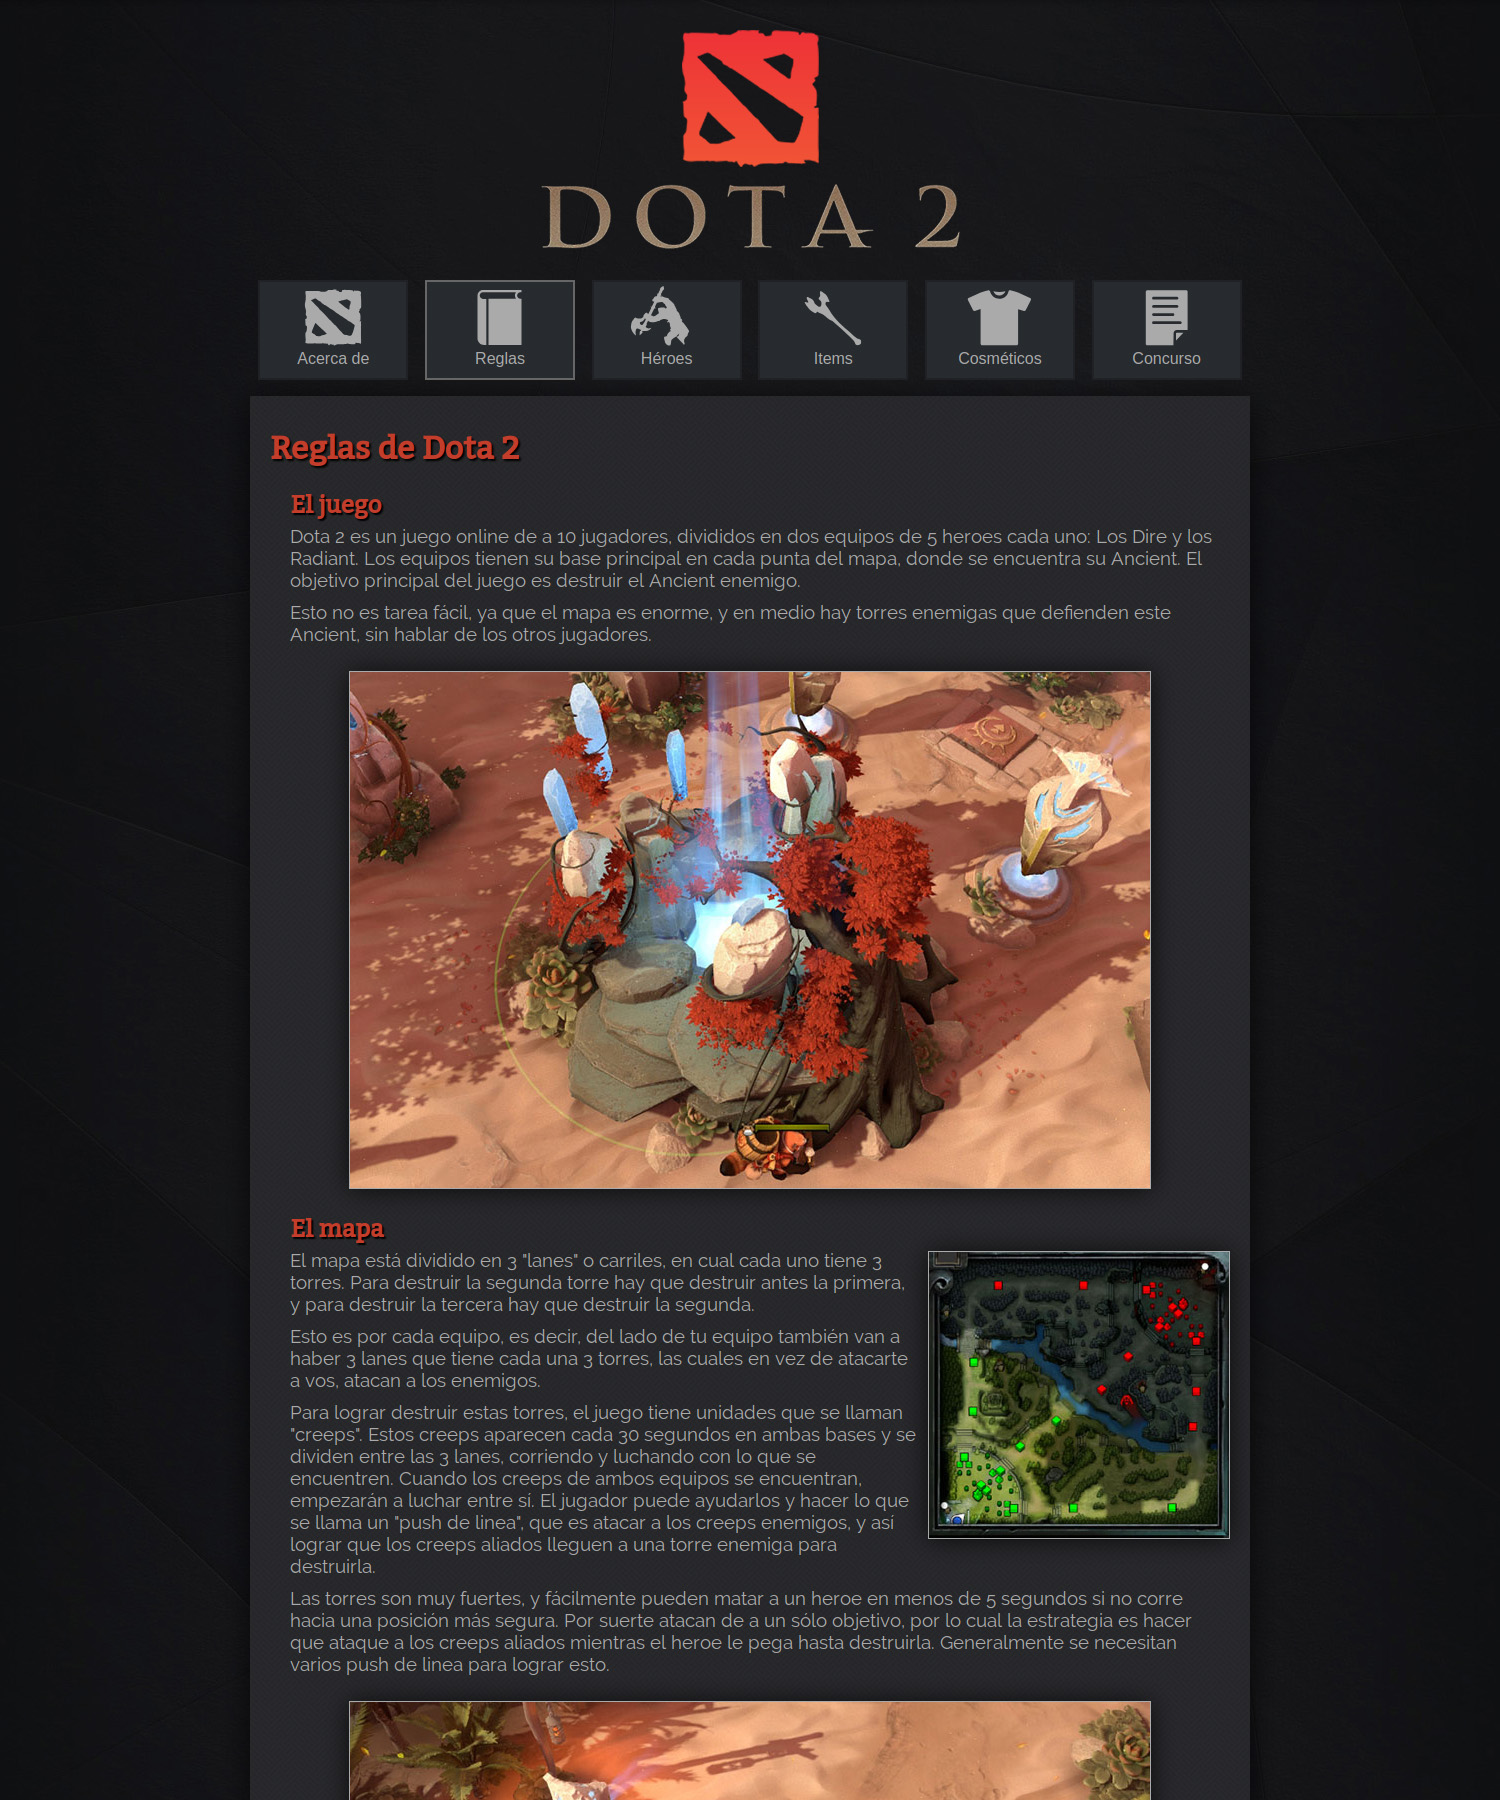 DOTA 2
Acerca de
Reglas
Héroes
Items
Cosméticos
Concurso
Reglas de Dota 2
El juego
Dota 2 es un juego online de a 10 jugadores, divididos en dos equipos de 5 heroes cada uno: Los Dire y los
Radiant. Los equipos tienen su base principal en cada punta del mapa, donde se encuentra su Ancient. El
objetivo principal del juego es destruir el Ancient enemigo.
Esto no es tarea fácil, ya que el mapa es enorme, y en medio hay torres enemigas que defienden este
Ancient, sin hablar de los otros jugadores.
El mapa
El mapa está dividido en 3 "lanes" o carriles, en cual cada uno tiene 3
torres. Para destruir la segunda torre hay que destruir antes la primera,
y para destruir la tercera hay que destruir la segunda.
Esto es por cada equipo, es decir, del lado de tu equipo también van a
haber 3 lanes que tiene cada una 3 torres, las cuales en vez de atacarte
a vos, atacan a los enemigos.
Para lograr destruir estas torres, el juego tiene unidades que se llaman
"creeps". Estos creeps aparecen cada 30 segundos en ambas bases y se
dividen entre las 3 lanes, corriendo y luchando con lo que se
encuentren. Cuando los creeps de ambos equipos se encuentran,
empezarán a luchar entre sí. El jugador puede ayudarlos y hacer lo que
se llama un "push de linea", que es atacar a los creeps enemigos, y así
lograr que los creeps aliados lleguen a una torre enemiga para
destruirla.
Las torres son muy fuertes, y fácilmente pueden matar a un heroe en menos de 5 segundos si no corre
hacia una posición más segura. Por suerte atacan de a un sólo objetivo, por lo cual la estrategia es hacer
que ataque a los creeps aliados mientras el heroe le pega hasta destruirla. Generalmente se necesitan
varios push de linea para lograr esto.